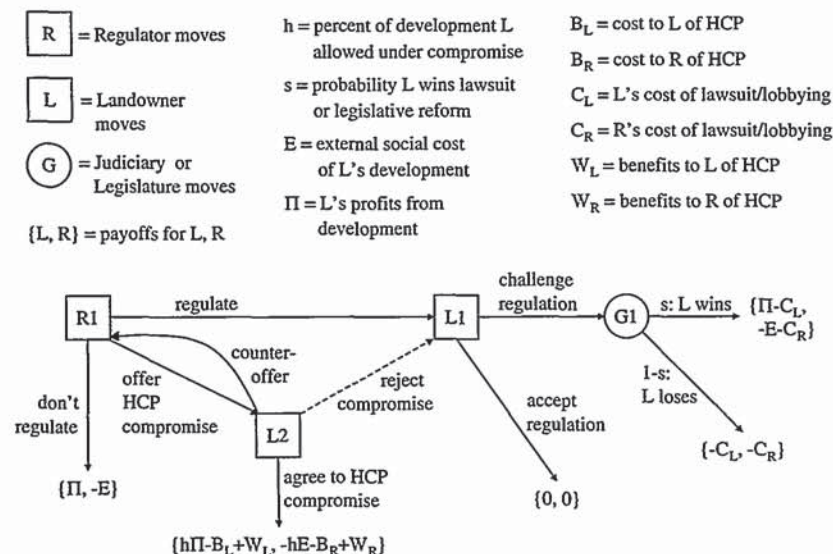 R = Regulator moves
L = Landowner
moves
G = Judiciary or
Legislature moves
{L, R} = payoffs for L, R
h = percent of development L
allowed under compromise
s = probability L wins lawsuit
or legislative reform
E = external social cost
of L's development
Π = L's profits from
development
B_L = cost to L of HCP
B_R = cost to R of HCP
C_L = L's cost of lawsuit/lobbying
C_R = R's cost of lawsuit/lobbying
W_L = benefits to L of HCP
W_R = benefits to R of HCP
R1
regulate
L1
challenge
regulation
G1
s: L wins
{Π-C_L,
-E-C_R}
counter-
offer
offer
HCP
compromise
don't
regulate
reject
compromise
L2
accept
regulation
1-s:
L loses
{Π, -E}
agree to HCP
compromise
{0, 0}
{-C_L, -C_R}
{hΠ-B_L+W_L, -hE-B_R+W_R}